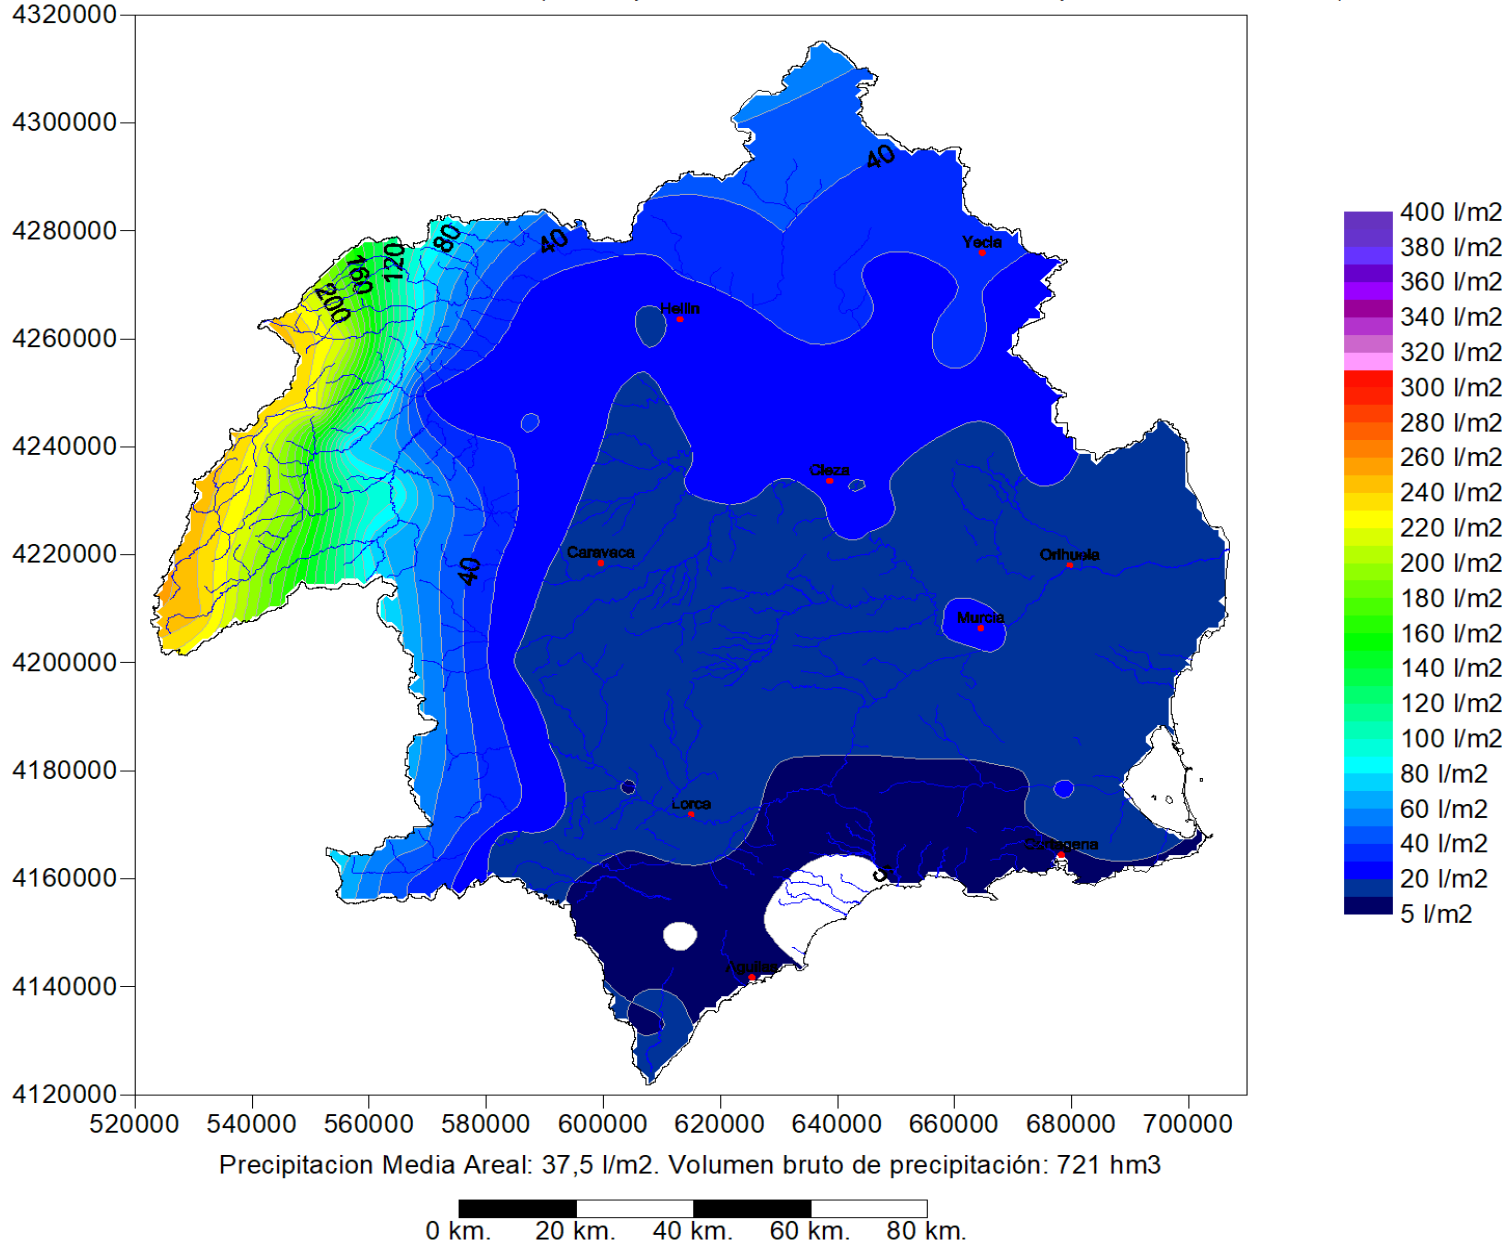 4320000
4300000
4280000
4260000
4240000
4220000
4200000
4180000
4160000
4140000
4120000
520000 540000 560000 580000 600000 620000 640000 660000 680000 700000
40
40
80
120
160
200
40
Yecla
Hellin
Cieza
Caravaca
Orihuela
Murcia
Lorca
Cartagena
5
Aguilas
400 l/m2
380 l/m2
360 l/m2
340 l/m2
320 l/m2
300 l/m2
280 l/m2
260 l/m2
240 l/m2
220 l/m2
200 l/m2
180 l/m2
160 l/m2
140 l/m2
120 l/m2
100 l/m2
80 l/m2
60 l/m2
40 l/m2
20 l/m2
5 l/m2
Precipitacion Media Areal: 37,5 l/m2. Volumen bruto de precipitación: 721 hm3
0 km. 20 km. 40 km. 60 km. 80 km.